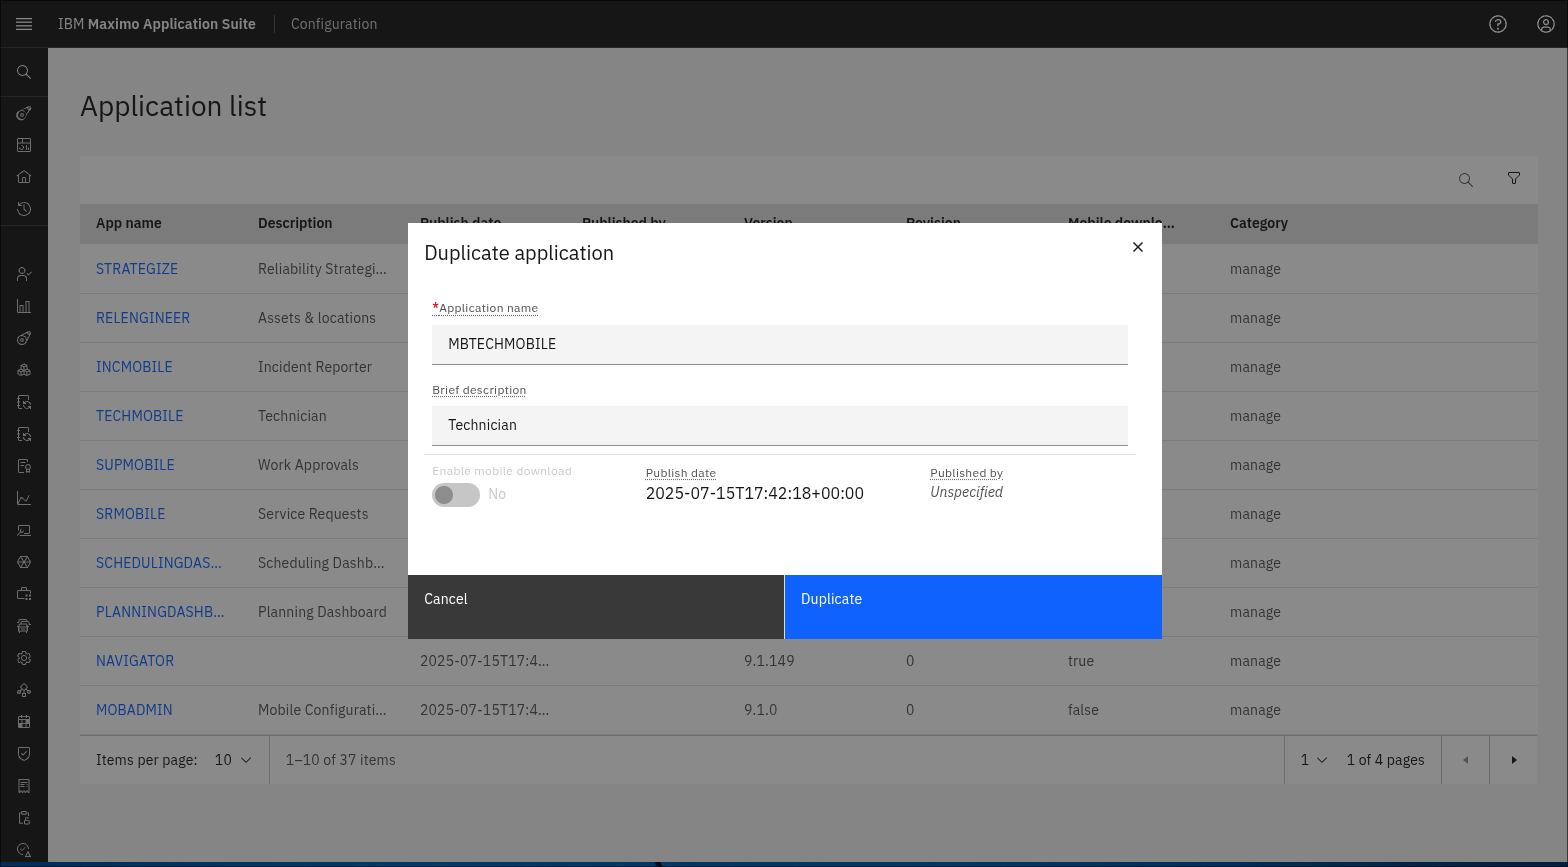 IBM Maximo Application Suite Configuration
Application list
App name Description Publish date Published by Version Revision Mobile downlo... Category
STRATEGIZE Reliability Strategi... manage
RELENGINEER Assets & locations manage
INCMOBILE Incident Reporter manage
TECHMOBILE Technician manage
SUPMOBILE Work Approvals manage
SRMOBILE Service Requests manage
SCHEDULINGDAS... Scheduling Dashb... manage
PLANNINGDASHB... Planning Dashboard manage
NAVIGATOR 2025-07-15T17:4... 9.1.149 0 true manage
MOBADMIN Mobile Configurati... 2025-07-15T17:4... 9.1.0 0 false manage
Items per page: 10 1–10 of 37 items 1 1 of 4 pages
Duplicate application
*Application name
MBTECHMOBILE
Brief description
Technician
Enable mobile download Publish date Published by
No 2025-07-15T17:42:18+00:00 Unspecified
Cancel Duplicate